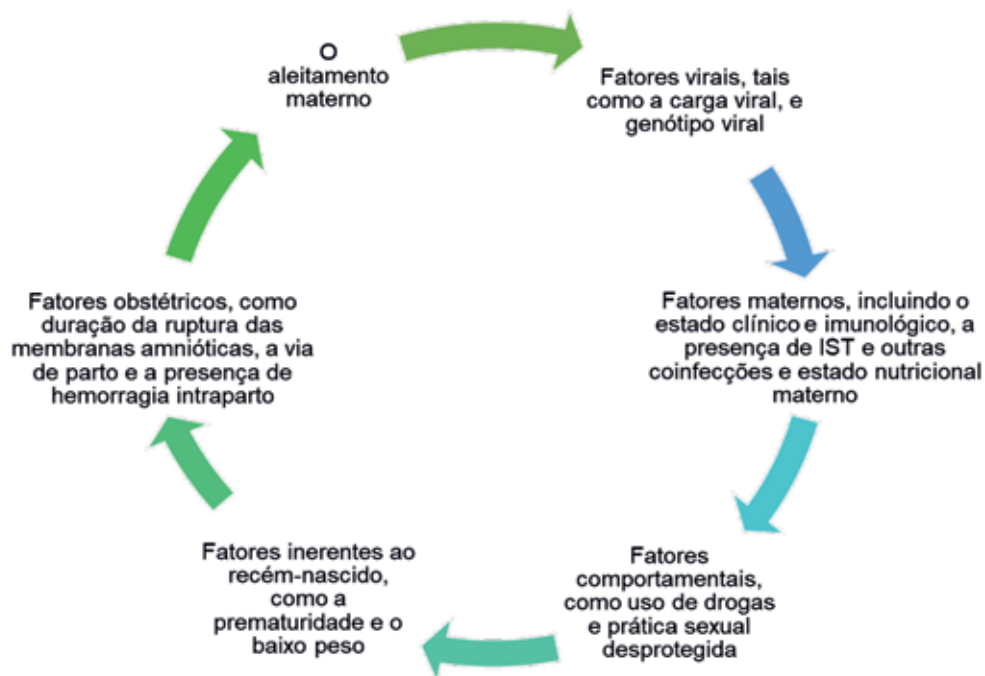 O
aleitamento
materno
Fatores virais, tais
como a carga viral, e
genótipo viral
Fatores maternos, incluindo o
estado clínico e imunológico, a
presença de IST e outras
coinfecções e estado nutricional
materno
Fatores
comportamentais,
como uso de drogas
e prática sexual
desprotegida
Fatores inerentes ao
recém-nascido,
como a
prematuridade e o
baixo peso
Fatores obstétricos, como
duração da ruptura das
membranas amnióticas, a via
de parto e a presença de
hemorragia intraparto